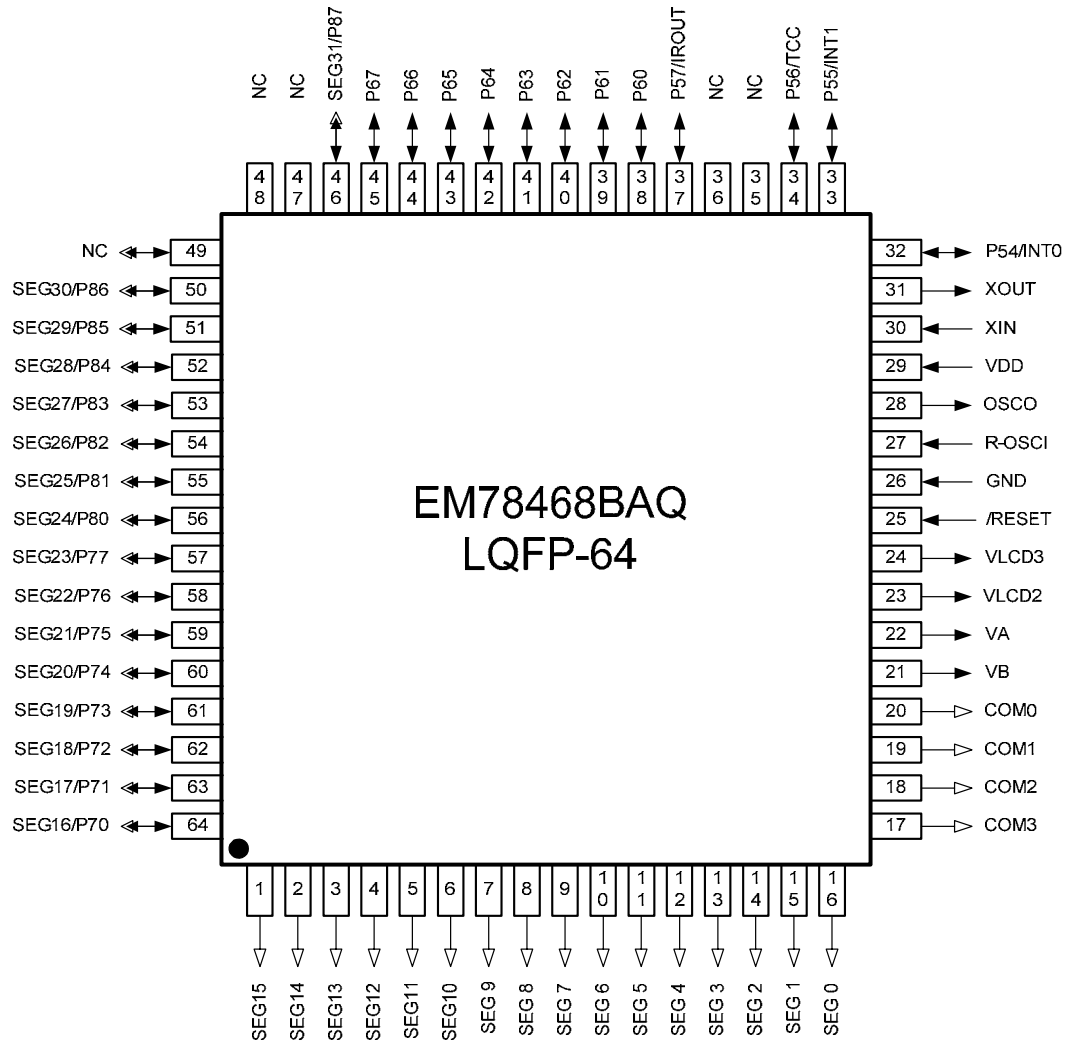 NC
NC
SEG31/P87
P67
P66
P65
P64
P63
P62
P61
P60
P57/IROUT
NC
NC
P56/TCC
P55/INT1
48
47
46
45
44
43
42
41
40
39
38
37
36
35
34
33
NC 49
SEG30/P86 50
SEG29/P85 51
SEG28/P84 52
SEG27/P83 53
SEG26/P82 54
SEG25/P81 55
SEG24/P80 56
SEG23/P77 57
SEG22/P76 58
SEG21/P75 59
SEG20/P74 60
SEG19/P73 61
SEG18/P72 62
SEG17/P71 63
SEG16/P70 64
EM78468BAQ
LQFP-64
32 P54/INT0
31 XOUT
30 XIN
29 VDD
28 OSCO
27 R-OSCI
26 GND
25 /RESET
24 VLCD3
23 VLCD2
22 VA
21 VB
20 COM0
19 COM1
18 COM2
17 COM3
1
2
3
4
5
6
7
8
9
10
11
12
13
14
15
16
SEG15
SEG14
SEG13
SEG12
SEG11
SEG10
SEG 9
SEG 8
SEG 7
SEG 6
SEG 5
SEG 4
SEG 3
SEG 2
SEG 1
SEG 0